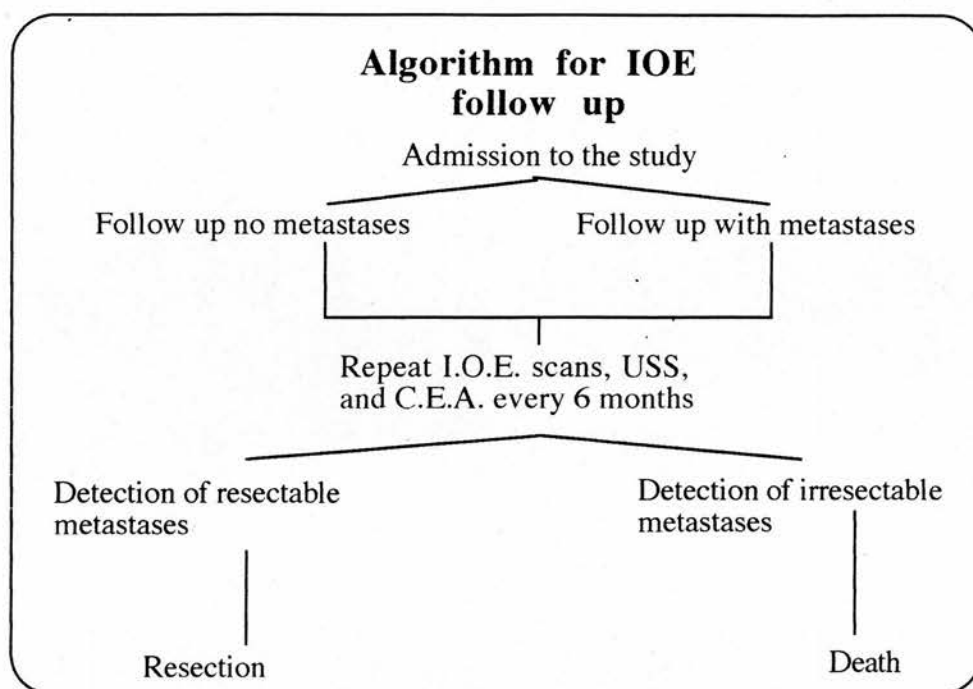 Algorithm for IOE
follow up
Admission to the study
Follow up no metastases
Follow up with metastases
Repeat I.O.E. scans, USS,
and C.E.A. every 6 months
Detection of resectable
metastases
Detection of irresectable
metastases
Resection
Death